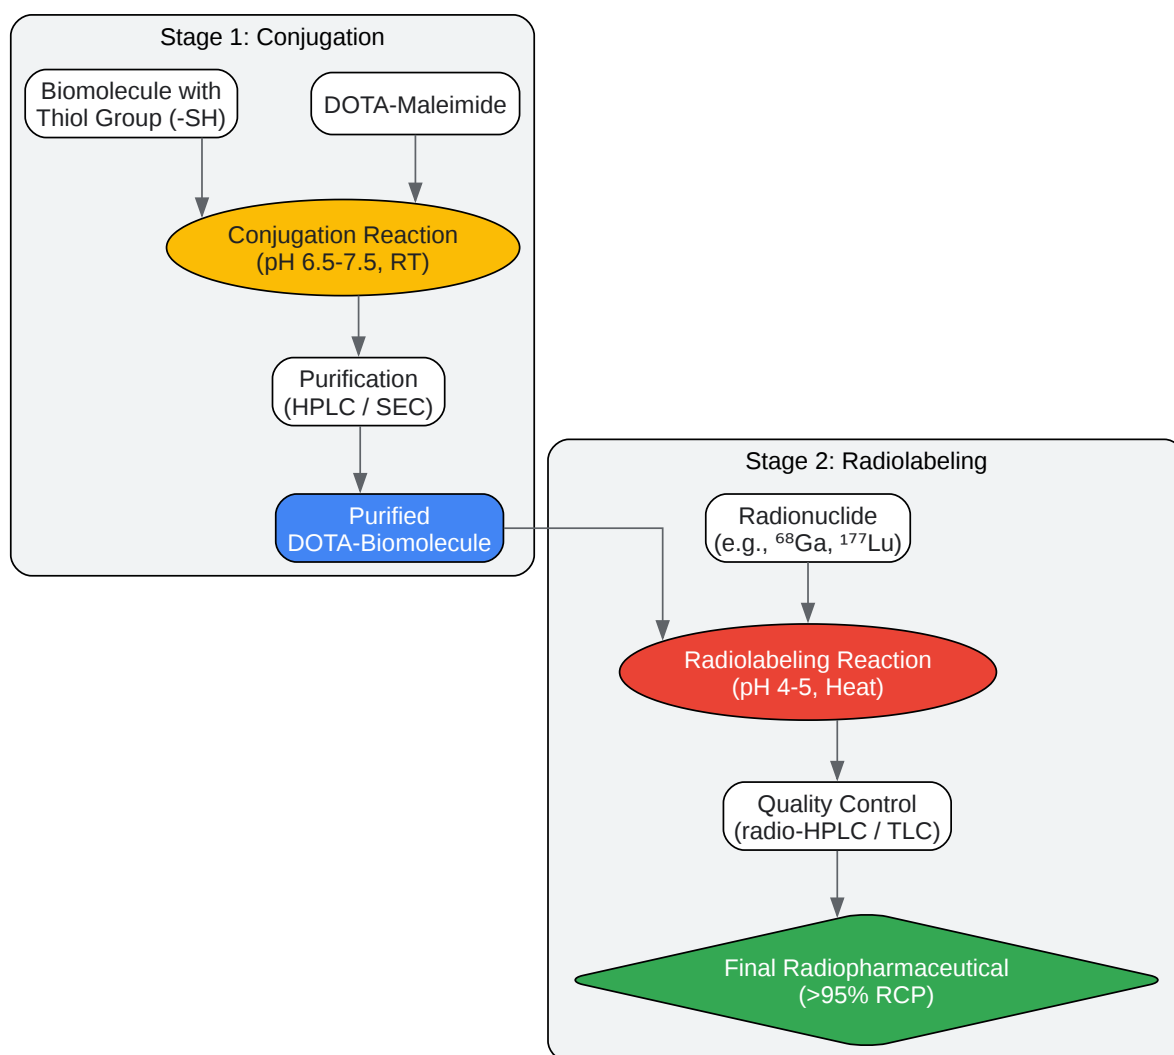 Stage 1: Conjugation
Biomolecule with
Thiol Group (-SH)
DOTA-Maleimide
Conjugation Reaction
(pH 6.5-7.5, RT)
Purification
(HPLC / SEC)
Purified
DOTA-Biomolecule
Stage 2: Radiolabeling
Radionuclide
(e.g., ⁶⁸Ga, ¹⁷⁷Lu)
Radiolabeling Reaction
(pH 4-5, Heat)
Quality Control
(radio-HPLC / TLC)
Final Radiopharmaceutical
(>95% RCP)